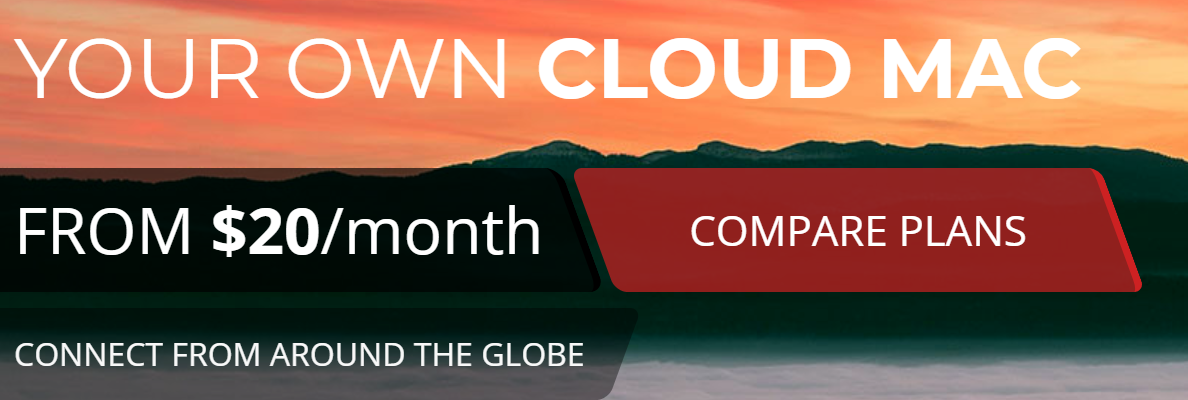 YOUR OWN CLOUD MAC
FROM $20/month
COMPARE PLANS
CONNECT FROM AROUND THE GLOBE